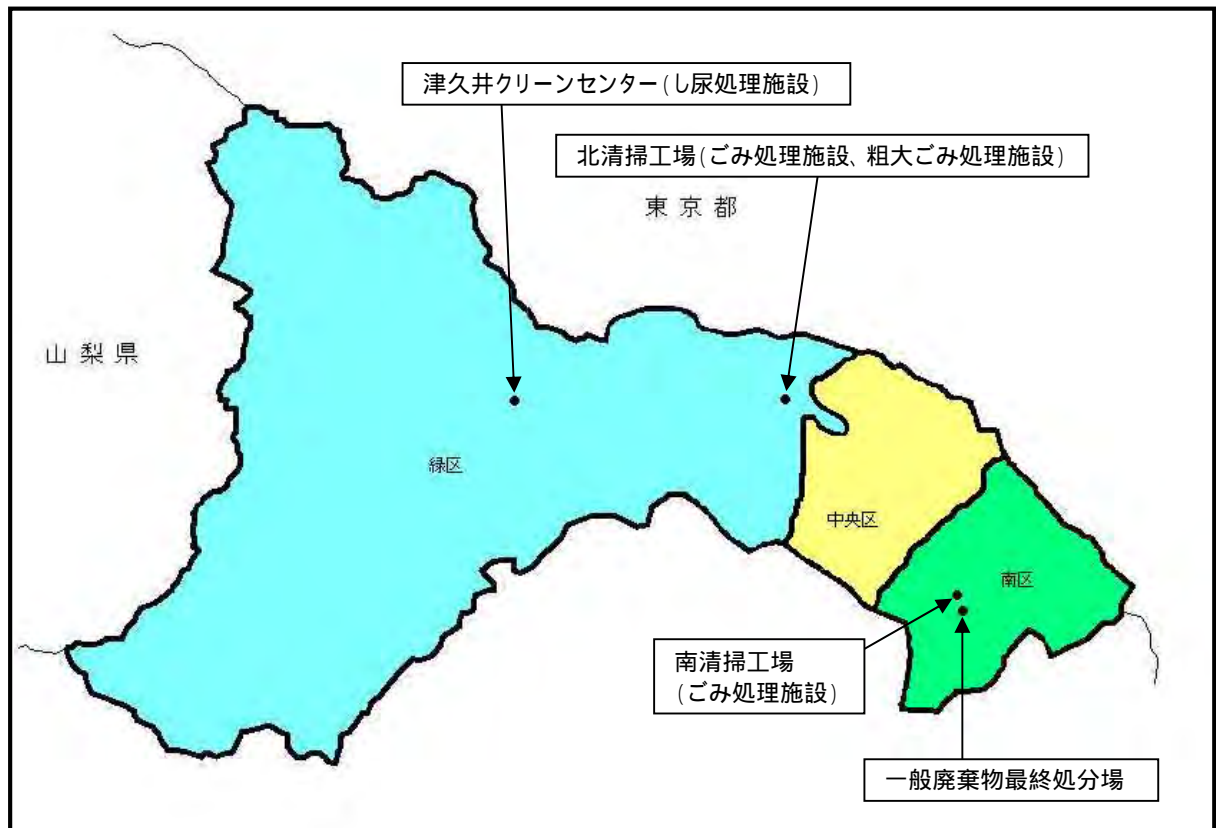 津久井クリーンセンター(し尿処理施設)
北清掃工場(ごみ処理施設、粗大ごみ処理施設)
東京都
山梨県
緑区
中央区
南区
南清掃工場
(ごみ処理施設)
一般廃棄物最終処分場